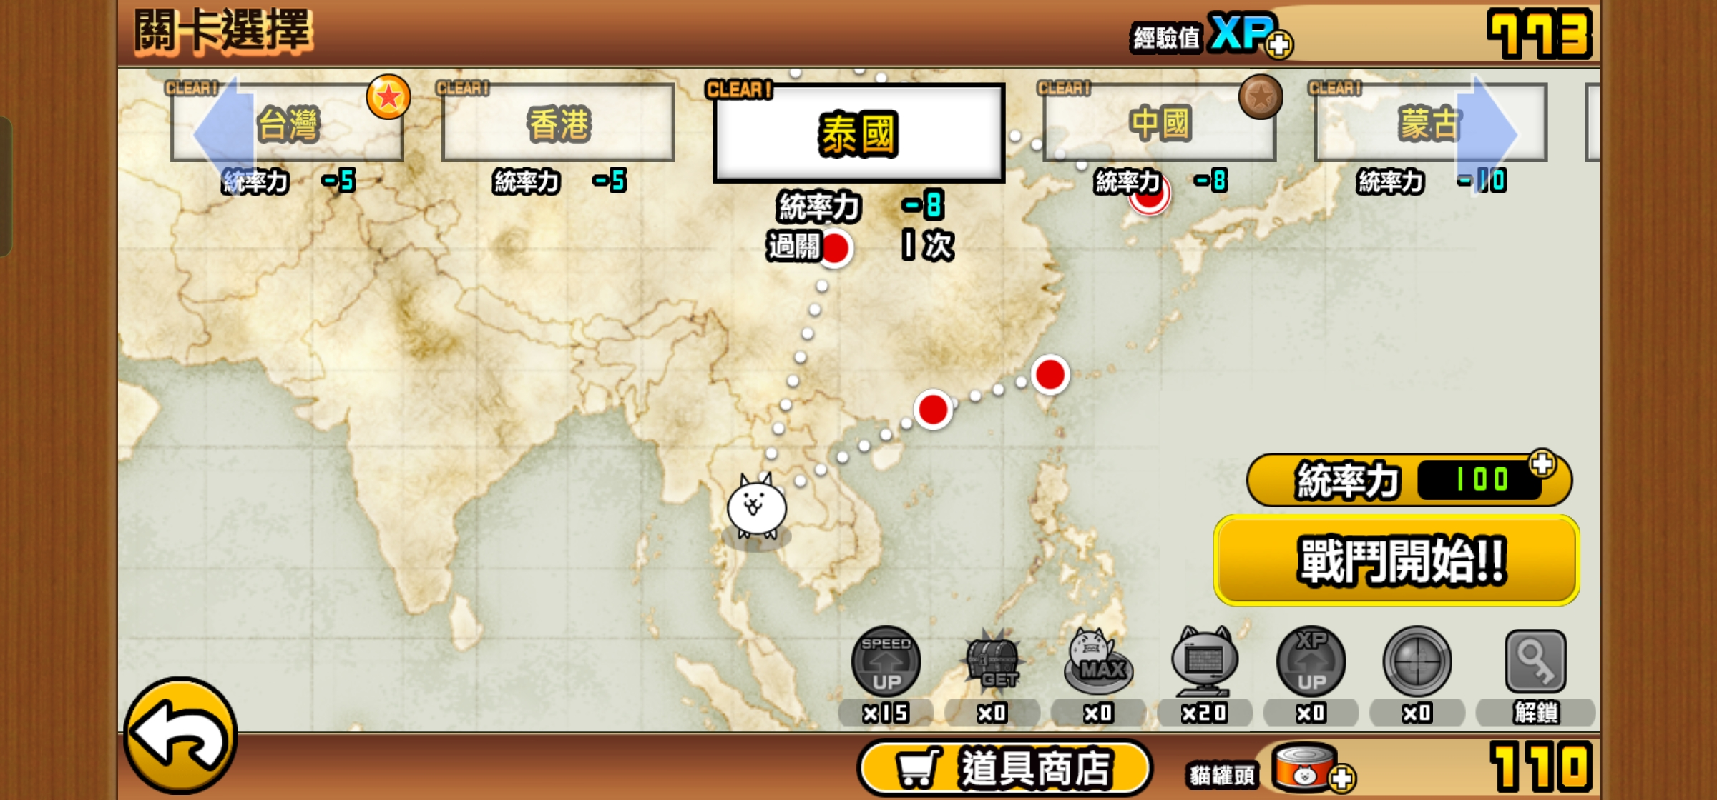 關卡選擇
經驗值 XP 773
CLEAR! CLEAR! CLEAR! CLEAR! CLEAR!
台灣 香港 泰國 中國 蒙古
統率力 -5 統率力 -5 統率力 -8 統率力 -8 統率力 -10
過關 1次
統率力 100
戰鬥開始!!
SPEED UP GET MAX XP UP
x15 x0 x0 x20 x0 x0 解鎖
道具商店 貓罐頭 110